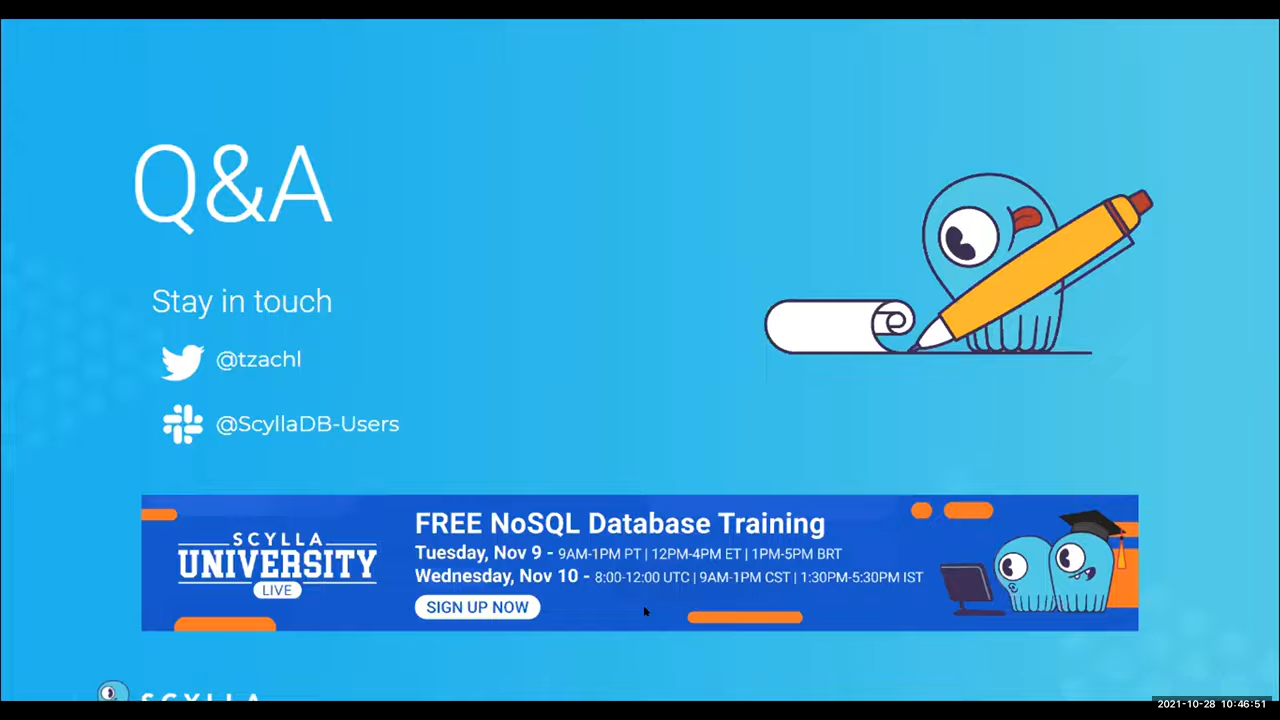 Q&A
Stay in touch
@tzachl
@ScyllaDB-Users
SCYLLA
UNIVERSITY
LIVE
FREE NoSQL Database Training
Tuesday, Nov 9 - 9AM-1PM PT | 12PM-4PM ET | 1PM-5PM BRT
Wednesday, Nov 10 - 8:00-12:00 UTC | 9AM-1PM CST | 1:30PM-5:30PM IST
SIGN UP NOW
SCYLLA
2021-10-28 10:46:51